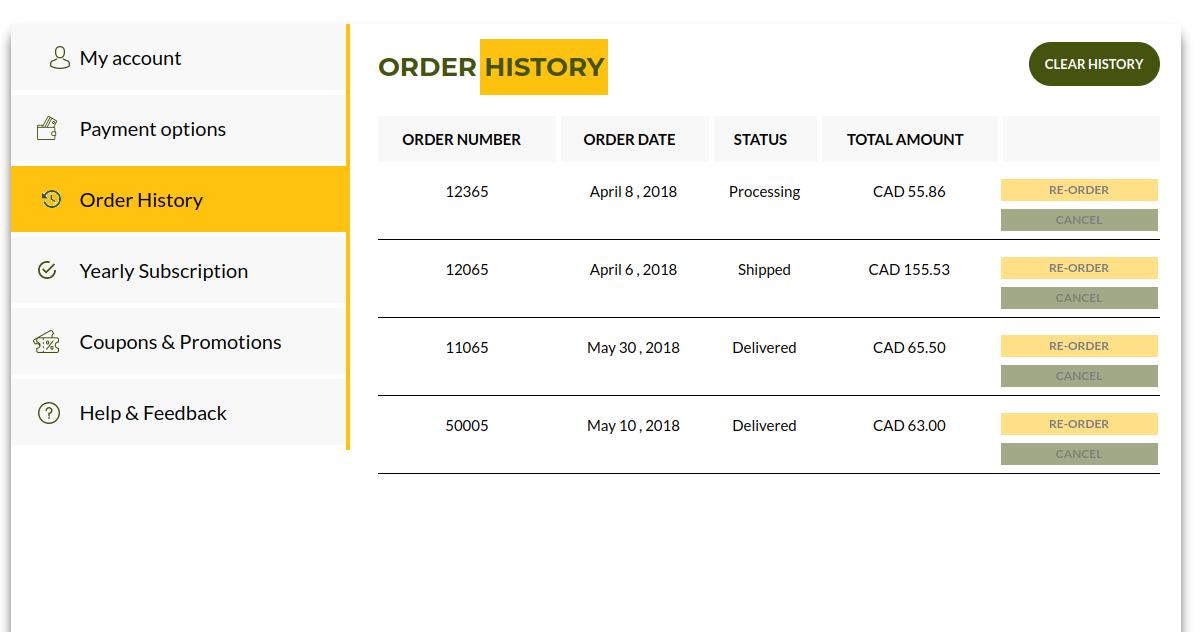 My account
Payment options
Order History
Yearly Subscription
Coupons & Promotions
Help & Feedback
ORDER HISTORY
CLEAR HISTORY
ORDER NUMBER ORDER DATE STATUS TOTAL AMOUNT
12365 April 8 , 2018 Processing CAD 55.86 RE-ORDER
CANCEL
12065 April 6 , 2018 Shipped CAD 155.53 RE-ORDER
CANCEL
11065 May 30 , 2018 Delivered CAD 65.50 RE-ORDER
CANCEL
50005 May 10 , 2018 Delivered CAD 63.00 RE-ORDER
CANCEL